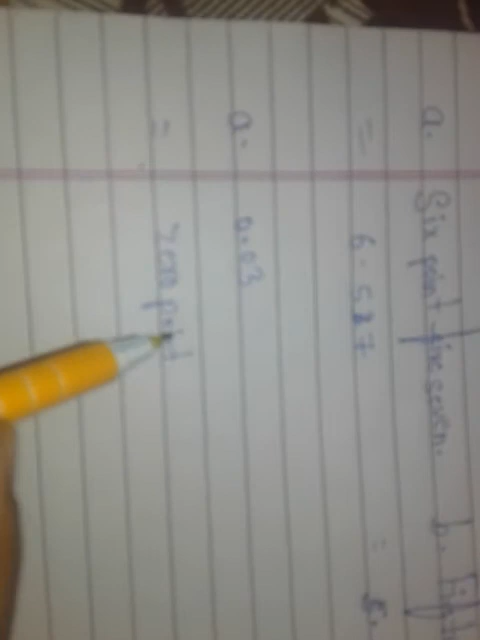 a. Six point five seven. b.
= 6.57 =
a. 0.03
= zero point